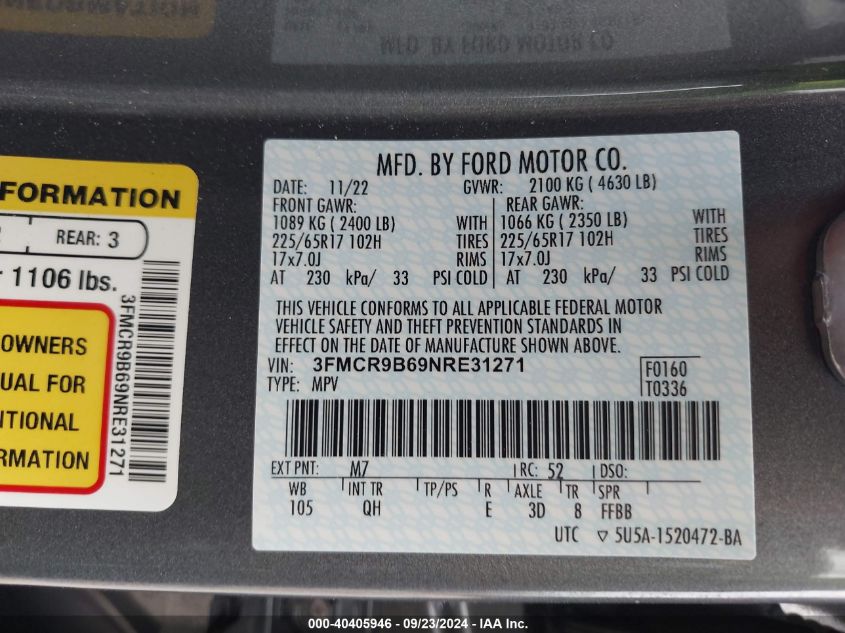 MFD. BY FORD MOTOR CO
FORMATION
REAR: 3
1106 lbs.
OWNERS
UAL FOR
ITIONAL
RMATION
3FMCR9B69NRE31271
MFD. BY FORD MOTOR CO.
DATE: 11/22 GVWR: 2100 KG ( 4630 LB)
FRONT GAWR: REAR GAWR:
1089 KG ( 2400 LB) WITH 1066 KG ( 2350 LB) WITH
225/65R17 102H TIRES 225/65R17 102H TIRES
17x7.0J RIMS 17x7.0J RIMS
AT 230 kPa/ 33 PSI COLD AT 230 kPa/ 33 PSI COLD
THIS VEHICLE CONFORMS TO ALL APPLICABLE FEDERAL MOTOR
VEHICLE SAFETY AND THEFT PREVENTION STANDARDS IN
EFFECT ON THE DATE OF MANUFACTURE SHOWN ABOVE.
VIN: 3FMCR9B69NRE31271 F0160
TYPE: MPV T0336
EXT PNT: M7 RC: 52 DSO:
WB INT TR TP/PS R AXLE TR SPR
105 QH E 3D 8 FFBB
UTC ▽ 5U5A-1520472-BA
000-40405946 - 09/23/2024 - IAA Inc.